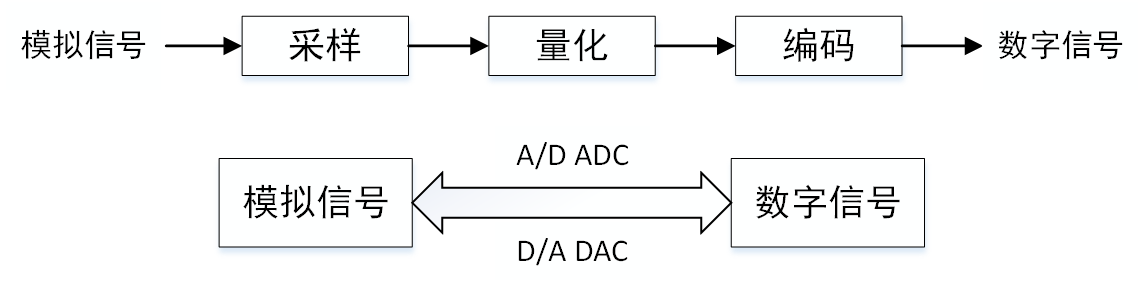 模拟信号 采样 量化 编码 数字信号
A/D ADC
模拟信号 数字信号
D/A DAC